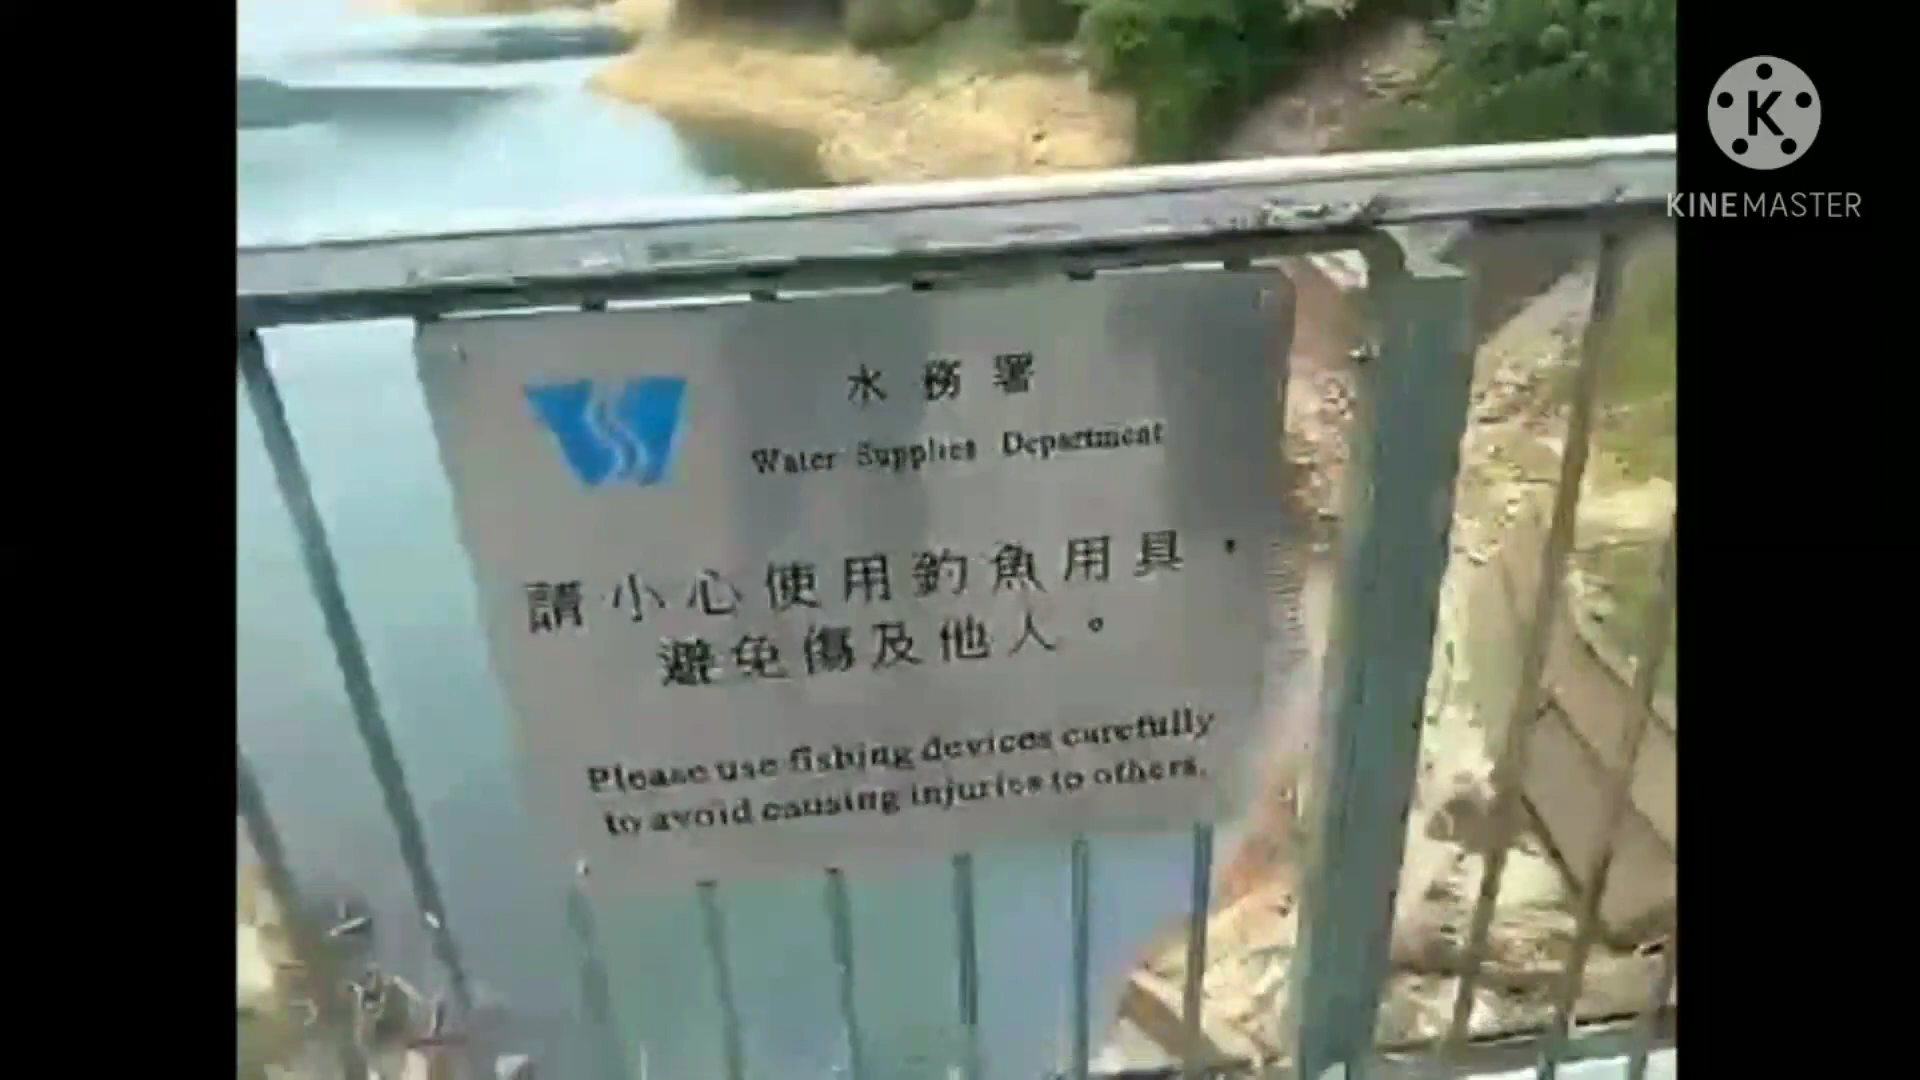 K
KINEMASTER
水務署
Water Supplies Department
請小心使用釣魚用具，
避免傷及他人。
Please use fishing devices carefully
to avoid causing injuries to others.